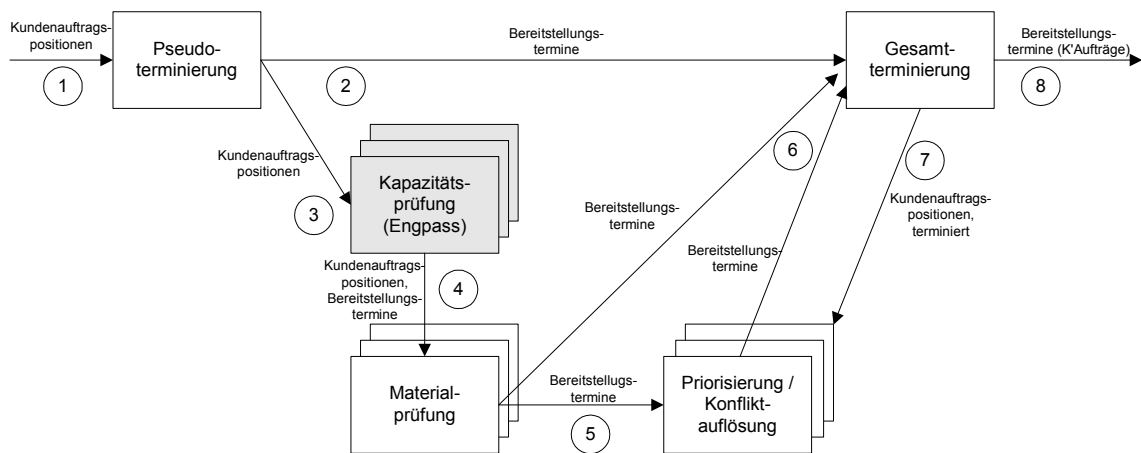 Kundenauftrags-
positionen
1
Pseudo-
terminierung
Bereitstellungs-
termine
2
Gesamt-
terminierung
Bereitstellungs-
termine (K'Aufträge)
8
Kundenauftrags-
positionen
3
Kapazitäts-
prüfung
(Engpass)
6
7
Kundenauftrags-
positionen,
terminiert
Bereitstellungs-
termine
Bereitstellungs-
termine
Kundenauftrags-
positionen,
Bereitstellungs-
termine
4
Material-
prüfung
Bereitstellugs-
termine
5
Priorisierung /
Konflikt-
auflösung